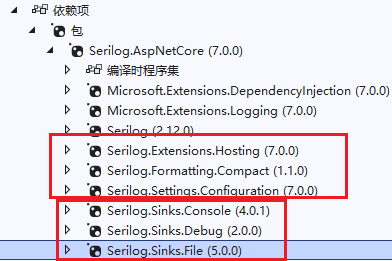 依赖项
包
Serilog.AspNetCore (7.0.0)
编译时程序集
Microsoft.Extensions.DependencyInjection (7.0.0)
Microsoft.Extensions.Logging (7.0.0)
Serilog (2.12.0)
Serilog.Extensions.Hosting (7.0.0)
Serilog.Formatting.Compact (1.1.0)
Serilog.Settings.Configuration (7.0.0)
Serilog.Sinks.Console (4.0.1)
Serilog.Sinks.Debug (2.0.0)
Serilog.Sinks.File (5.0.0)